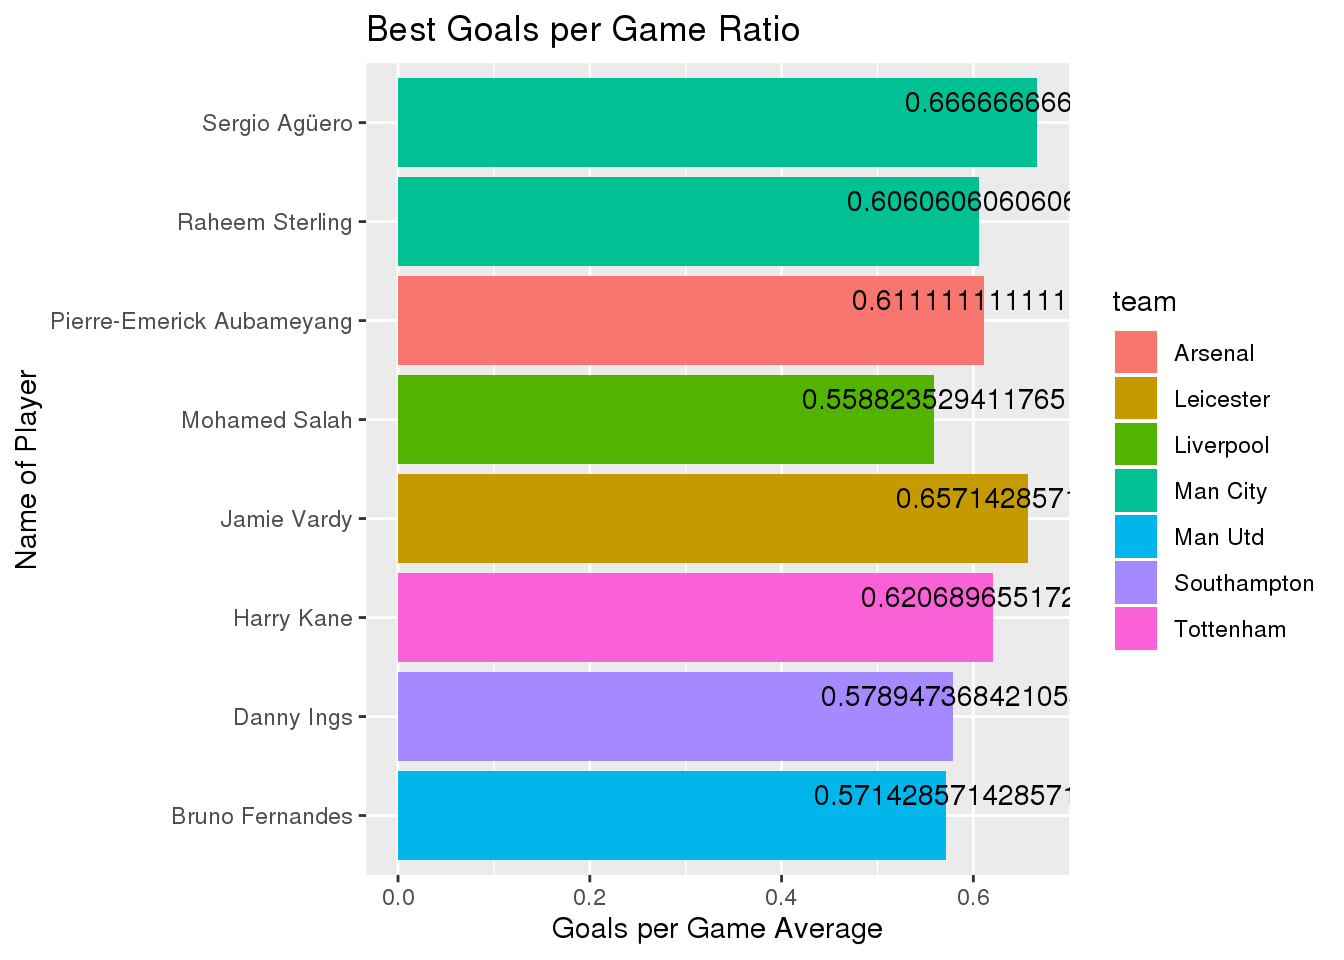 Best Goals per Game Ratio
Name of Player
Sergio Agüero
0.666666666
Raheem Sterling
0.6060606060606
Pierre-Emerick Aubameyang
0.611111111111
Mohamed Salah
0.558823529411765
Jamie Vardy
0.6571428571
Harry Kane
0.620689655172
Danny Ings
0.57894736842105
Bruno Fernandes
0.571428571428571
0.0 0.2 0.4 0.6
Goals per Game Average
team
Arsenal
Leicester
Liverpool
Man City
Man Utd
Southampton
Tottenham